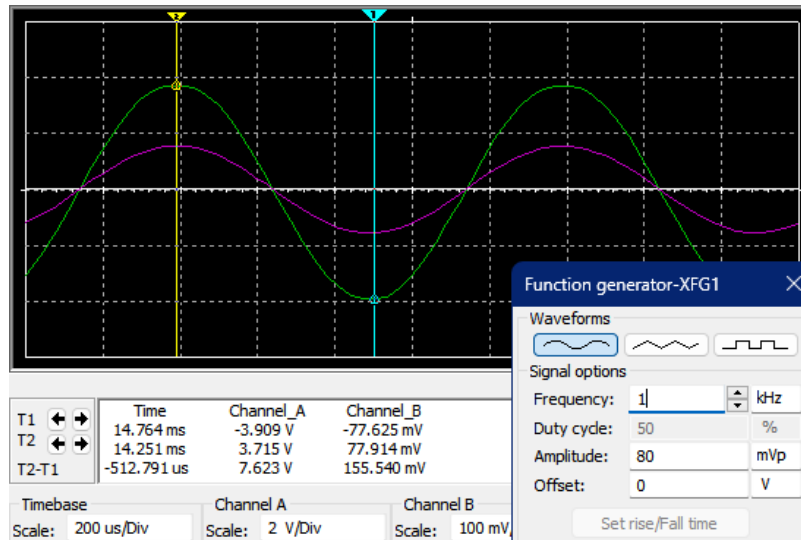 2
1
Function generator-XFG1
Waveforms
Signal options
Frequency: 1 kHz
Duty cycle: 50 %
Amplitude: 80 mVp
Offset: 0 V
Set rise/Fall time
Time Channel_A Channel_B
T1 14.764 ms -3.909 V -77.625 mV
T2 14.251 ms 3.715 V 77.914 mV
T2-T1 -512.791 us 7.623 V 155.540 mV
Timebase Channel A Channel B
Scale: 200 us/Div Scale: 2 V/Div Scale: 100 mV/